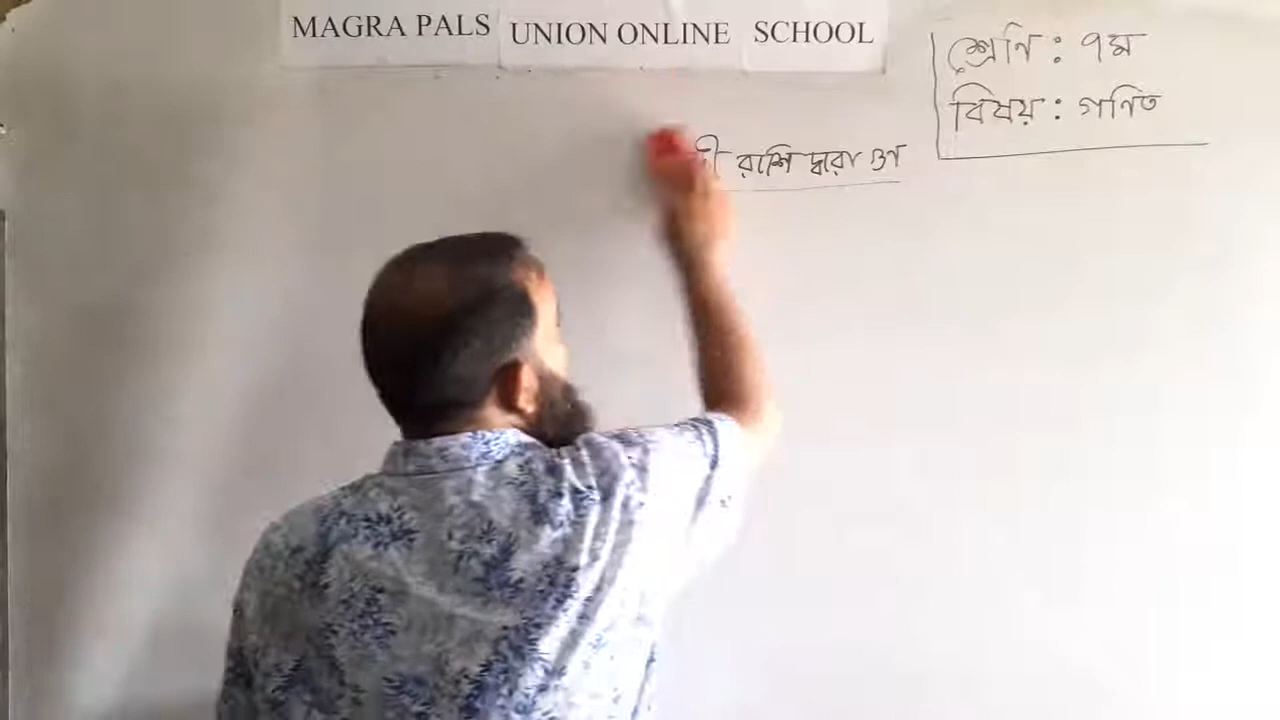 MAGRA PALS UNION ONLINE SCHOOL
শ্রেণি : ৭ম
বিষয় : গণিত
রাশি দ্বারা গুণ